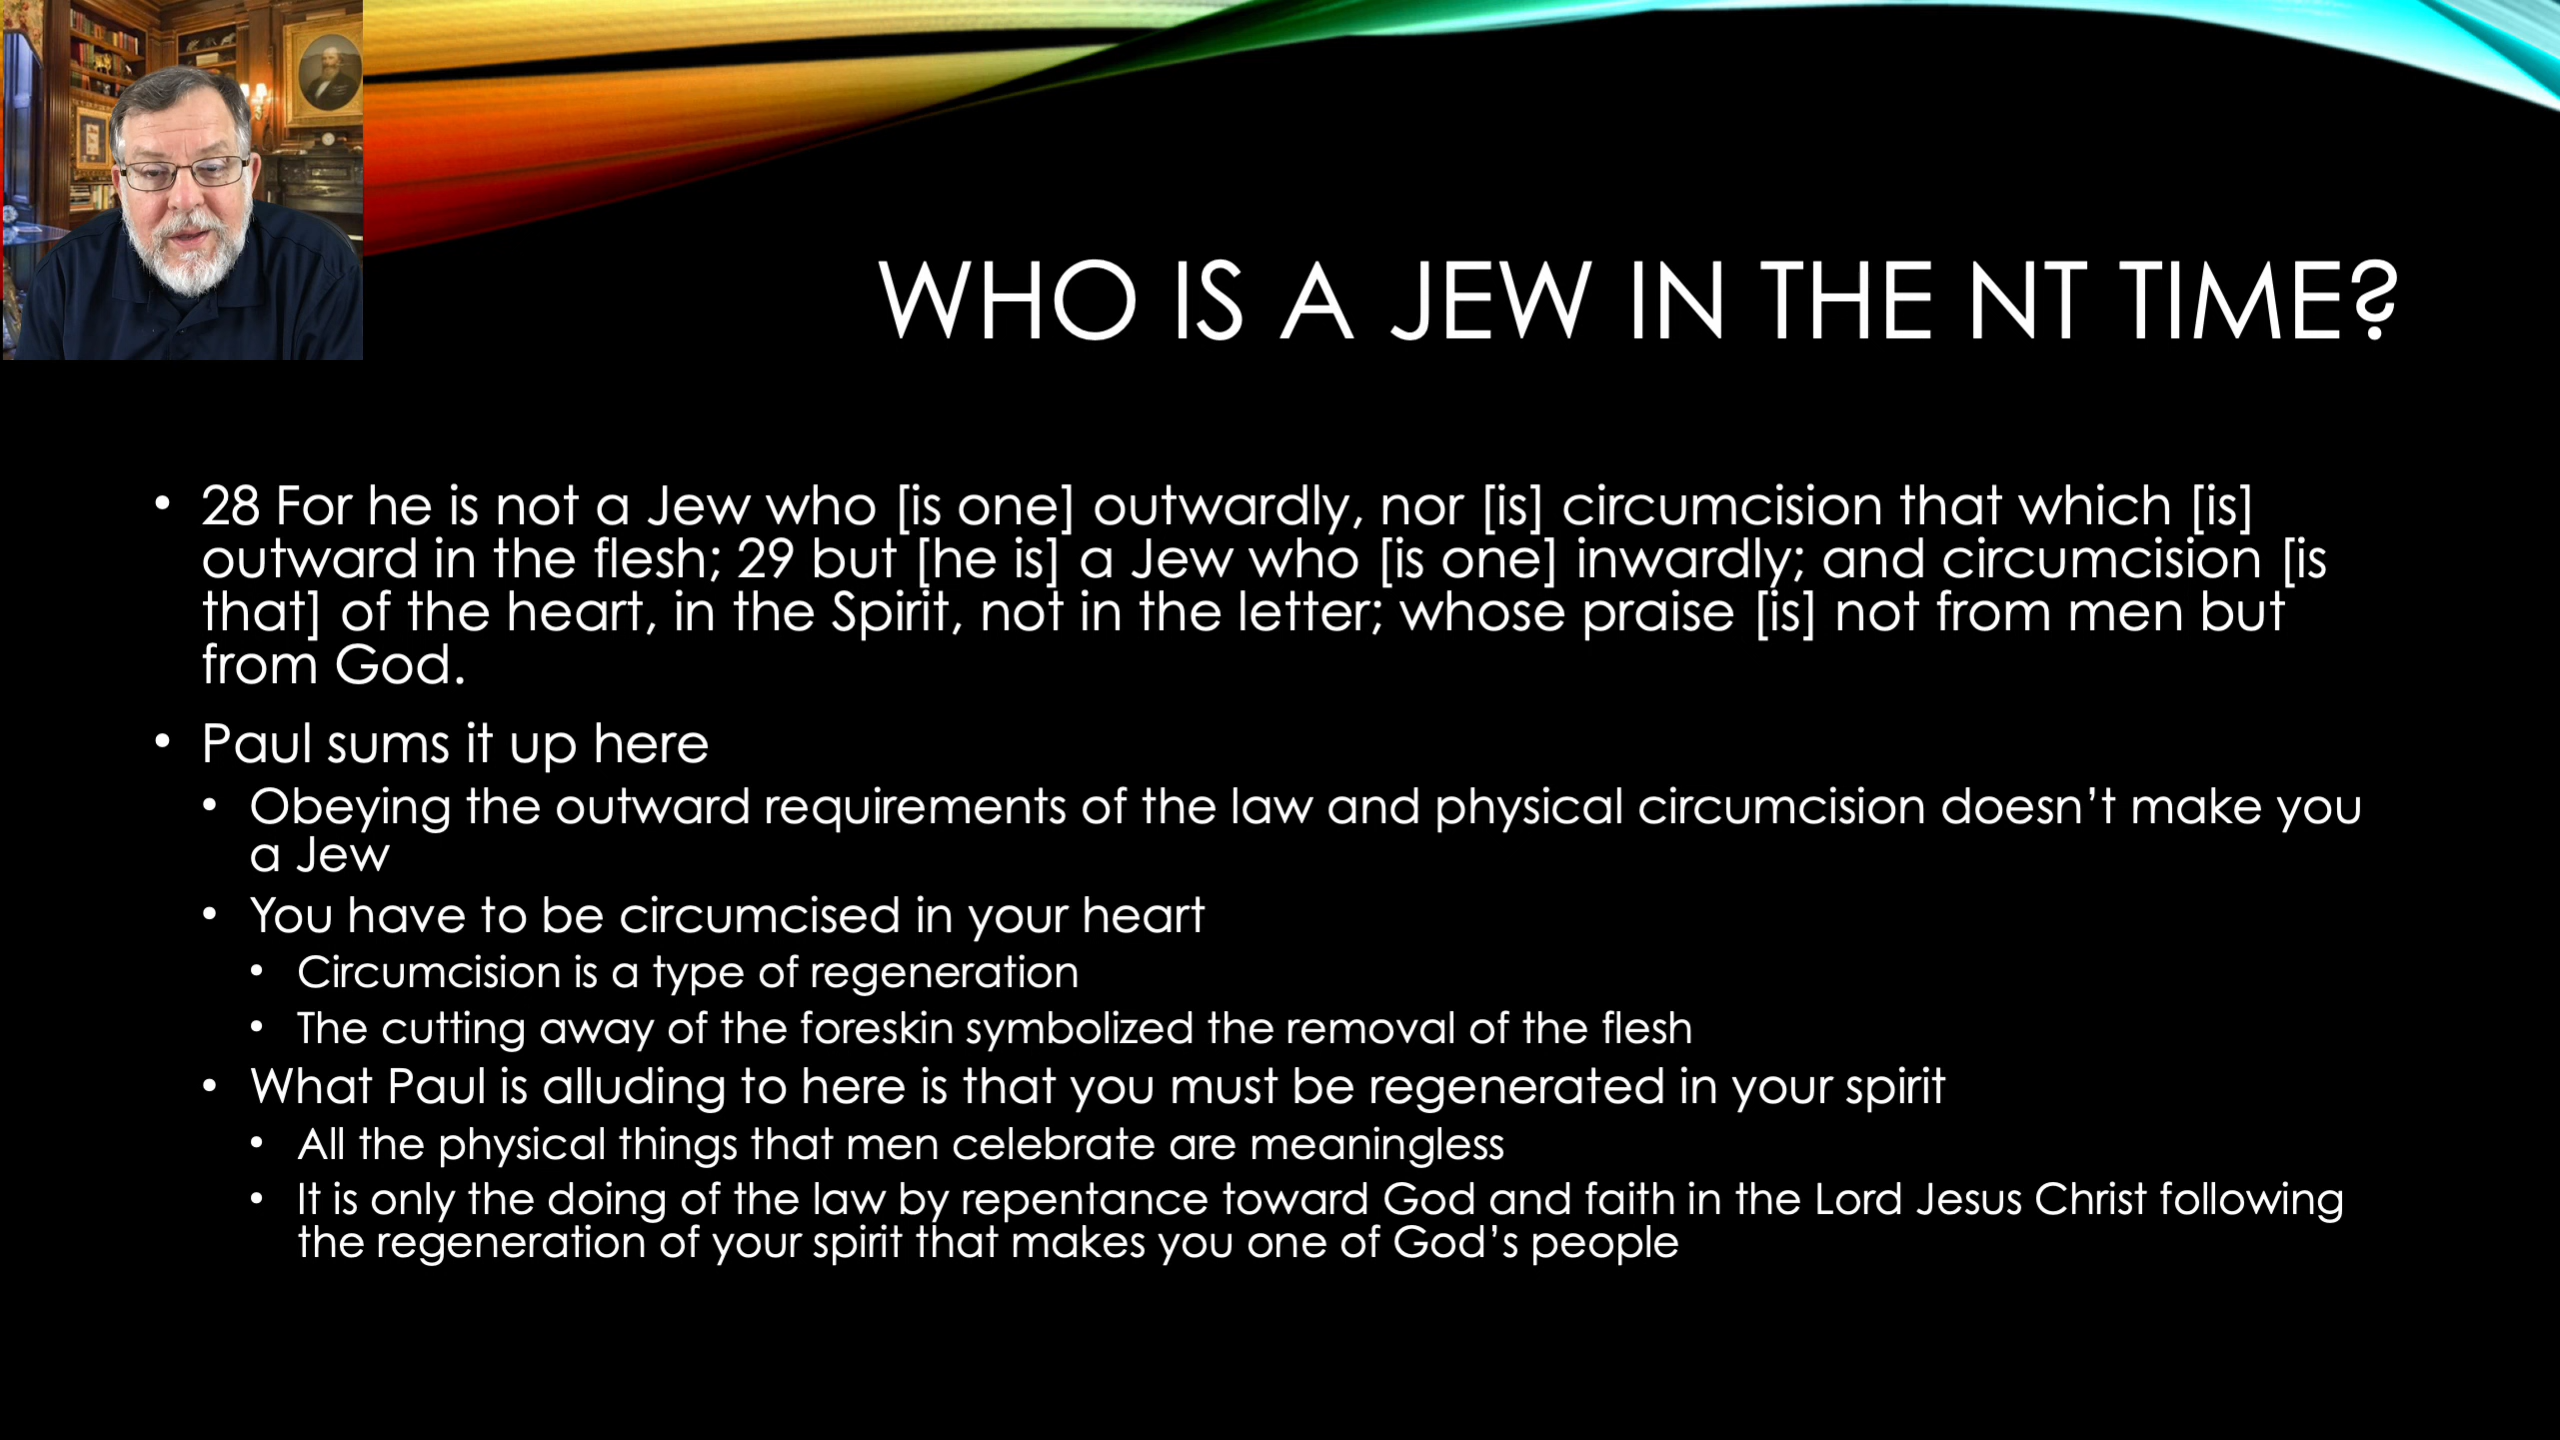 WHO IS A JEW IN THE NT TIME?
• 28 For he is not a Jew who [is one] outwardly, nor [is] circumcision that which [is]
outward in the flesh; 29 but [he is] a Jew who [is one] inwardly; and circumcision [is
that] of the heart, in the Spirit, not in the letter; whose praise [is] not from men but
from God.
• Paul sums it up here
• Obeying the outward requirements of the law and physical circumcision doesn’t make you
a Jew
• You have to be circumcised in your heart
• Circumcision is a type of regeneration
• The cutting away of the foreskin symbolized the removal of the flesh
• What Paul is alluding to here is that you must be regenerated in your spirit
• All the physical things that men celebrate are meaningless
• It is only the doing of the law by repentance toward God and faith in the Lord Jesus Christ following
the regeneration of your spirit that makes you one of God’s people